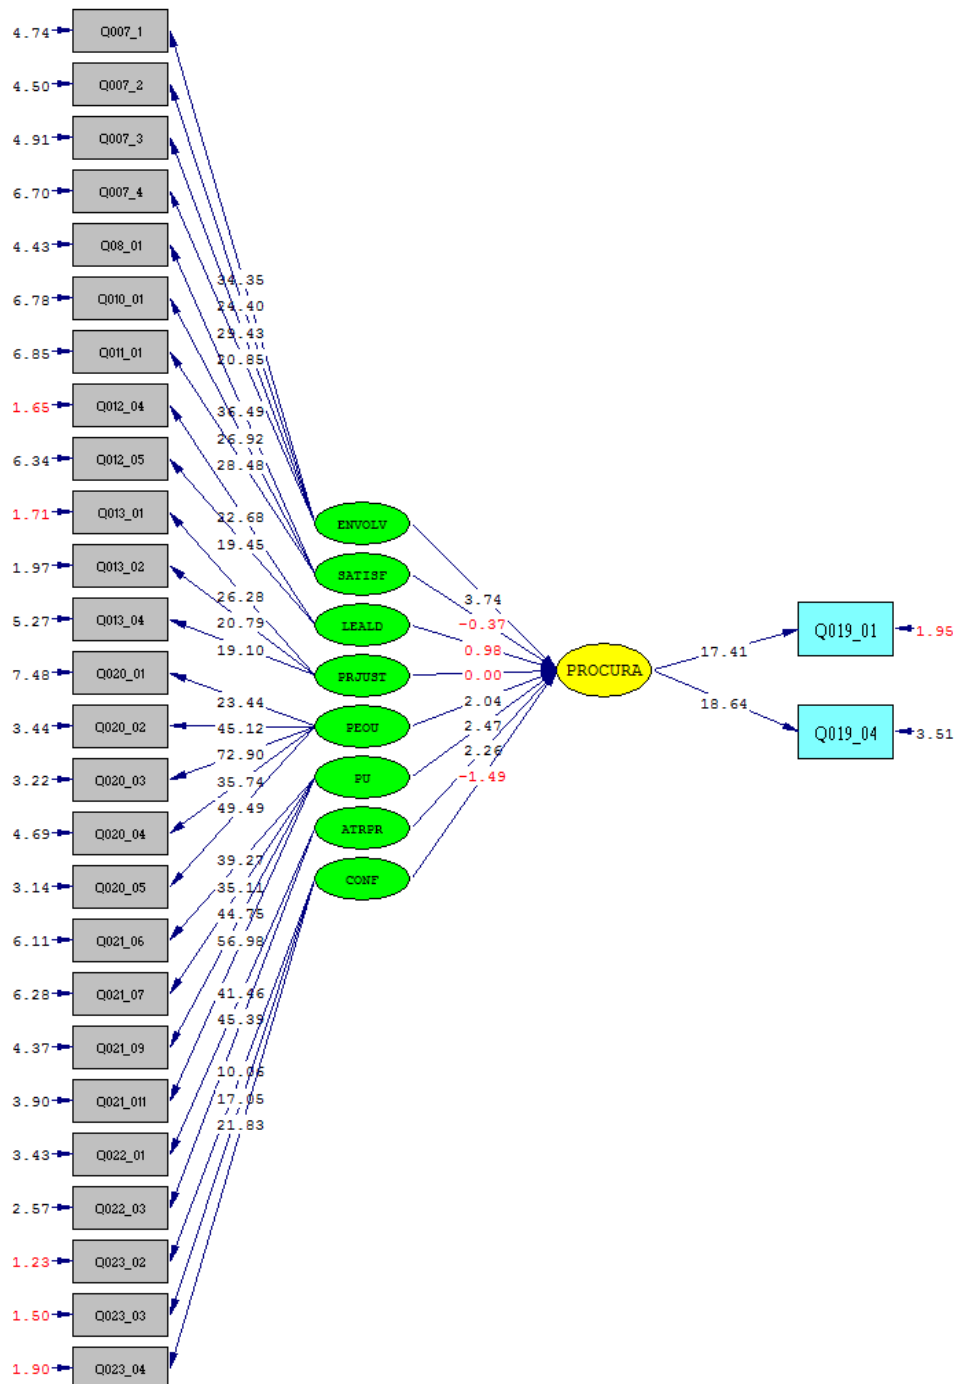 4.74 Q007_1
4.50 Q007_2
4.91 Q007_3
6.70 Q007_4
4.43 Q08_01
6.78 Q010_01
6.85 Q011_01
1.65 Q012_04
6.34 Q012_05
1.71 Q013_01
1.97 Q013_02
5.27 Q013_04
7.48 Q020_01
3.44 Q020_02
3.22 Q020_03
4.69 Q020_04
3.14 Q020_05
6.11 Q021_06
6.28 Q021_07
4.37 Q021_09
3.90 Q021_011
3.43 Q022_01
2.57 Q022_03
1.23 Q023_02
1.50 Q023_03
1.90 Q023_04
34.35
24.40
29.43
20.85
36.49
26.92
28.48
22.68
19.45
26.28
20.79
19.10
23.44
45.12
72.90
35.74
49.49
39.27
35.11
44.75
56.98
41.46
45.39
10.06
17.05
21.83
ENVOLV
SATISF
LEALD
PRJUST
PEOU
PU
ATRPR
CONF
3.74
-0.37
0.98
0.00
2.04
2.47
2.26
-1.49
PROCURA
17.41
18.64
Q019_01 1.95
Q019_04 3.51